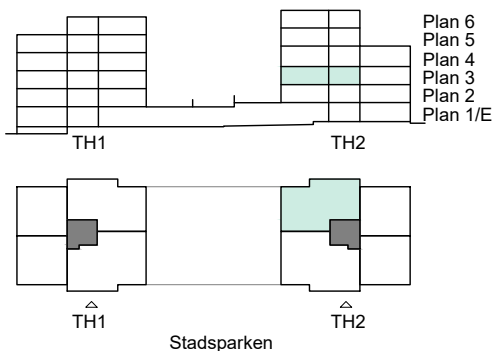 Plan 6
Plan 5
Plan 4
Plan 3
Plan 2
Plan 1/E
TH1 TH2
TH1 TH2
Stadsparken